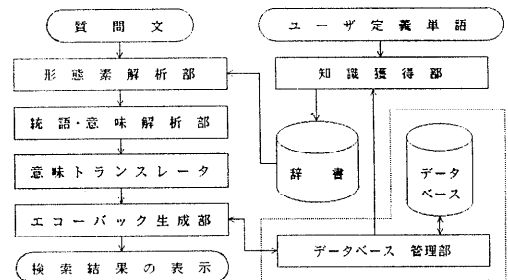 質問文
ユーザ定義単語
形態素解析部
知識獲得部
統語・意味解析部
意味トランスレータ
辞書
データ
ベース
エコーバック生成部
データベース 管理部
検索結果の表示